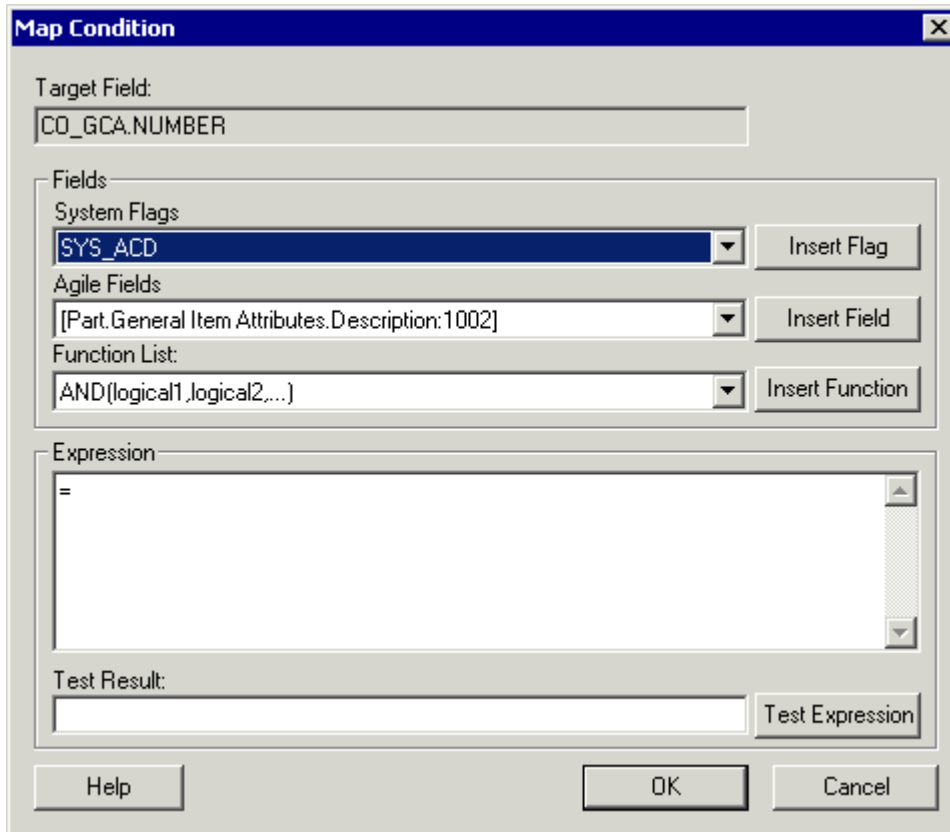 Map Condition
Target Field:
CO_GCA.NUMBER
Fields
System Flags
SYS_ACD
Insert Flag
Agile Fields
[Part.General Item Attributes.Description:1002]
Insert Field
Function List:
AND(logical1,logical2,...)
Insert Function
Expression
=
Test Result:
Test Expression
Help
OK
Cancel